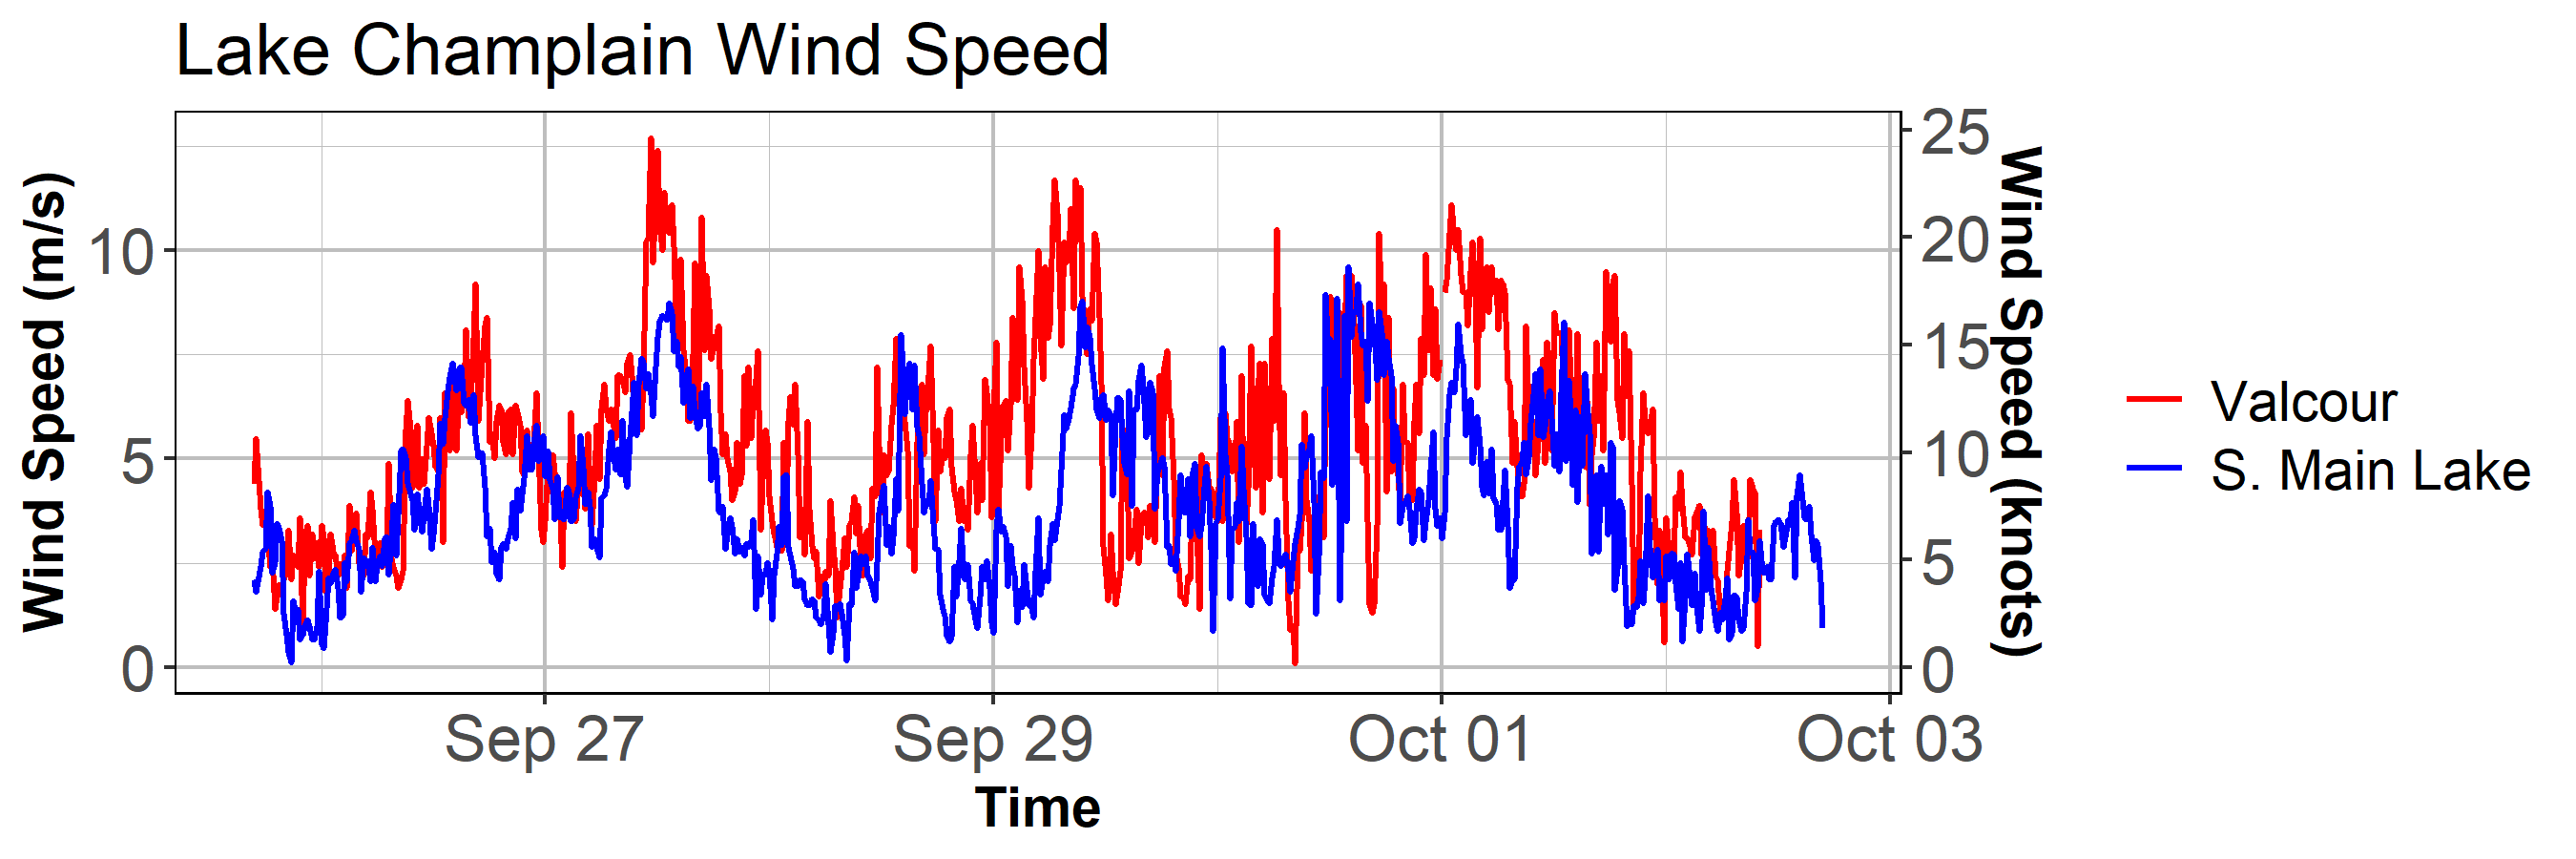 Lake Champlain Wind Speed
Wind Speed (m/s)
10
5
0
25
20
15
10
5
0
Wind Speed (knots)
Sep 27
Sep 29
Oct 01
Oct 03
Time
Valcour
S. Main Lake